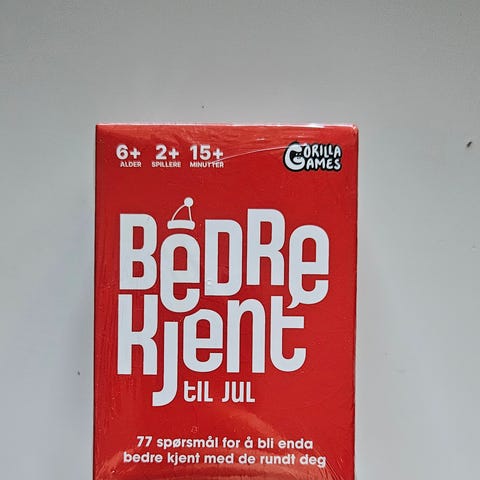 6+ 2+ 15+
ALDER SPILLERE MINUTTER
GORILLA
GAMES
BEDRE
KJENT
TIL JUL
77 spørsmål for å bli enda
bedre kjent med de rundt deg